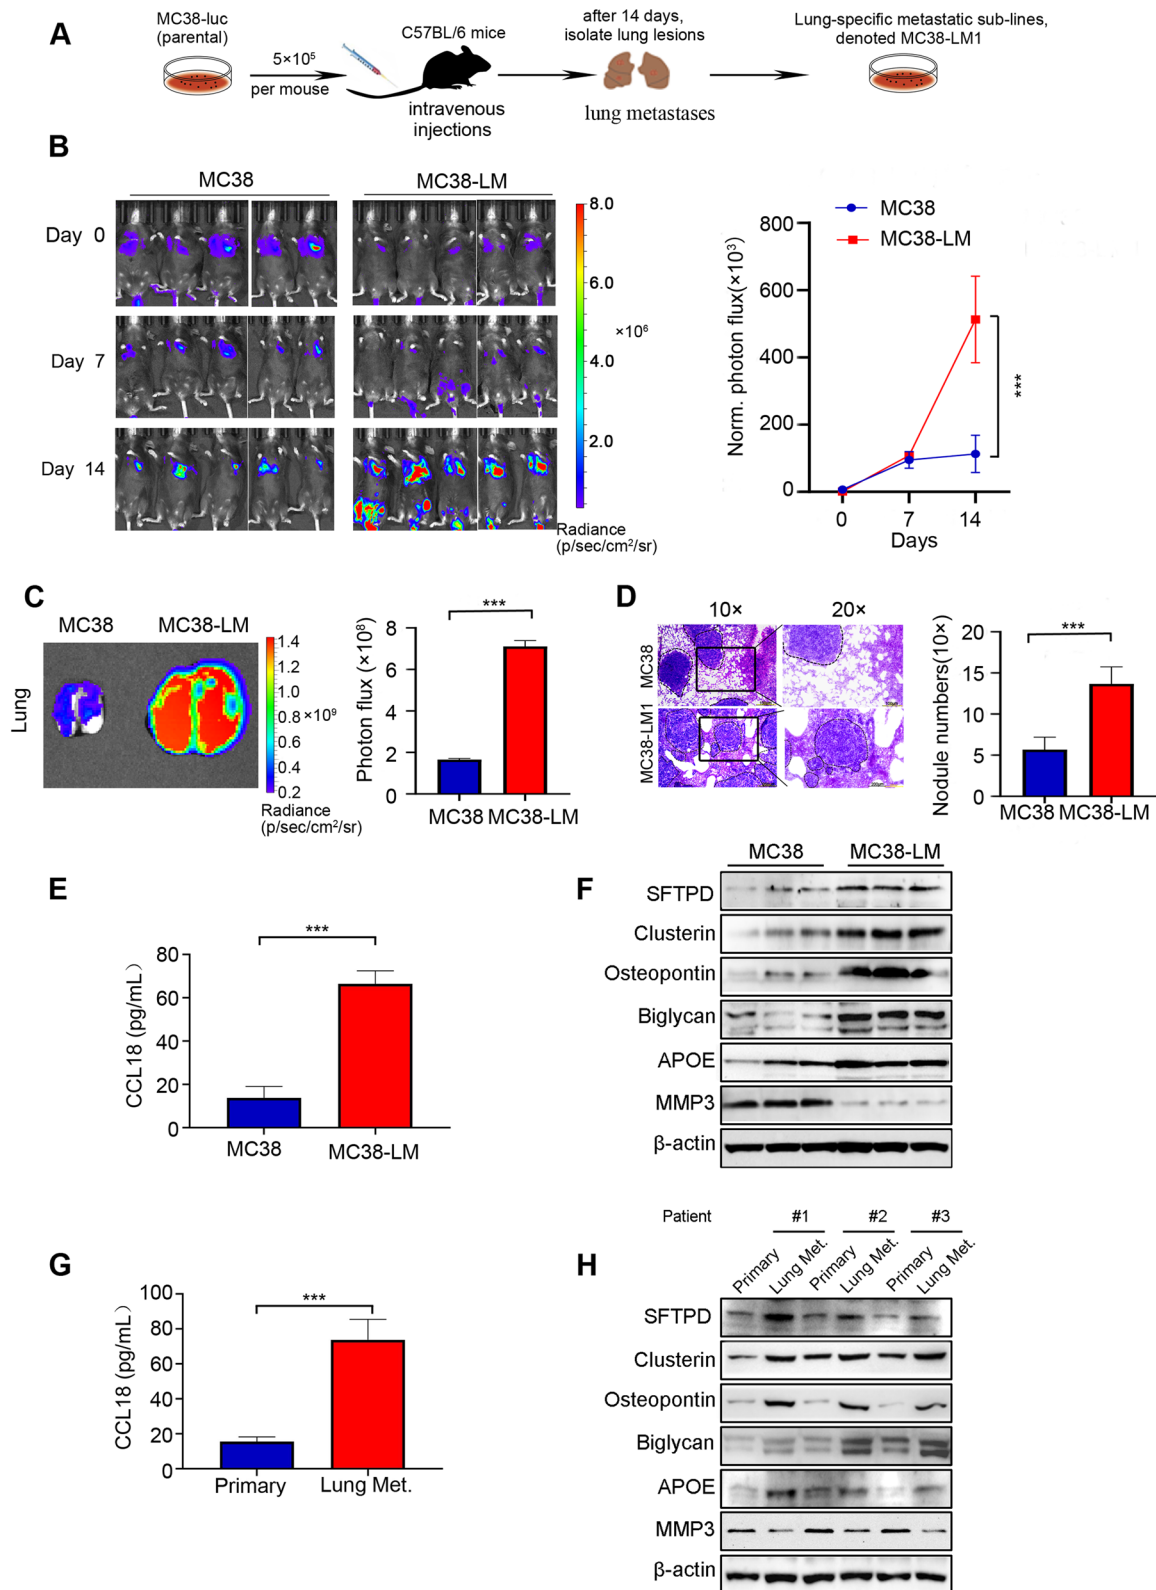 A
MC38-luc
(parental)
5×10⁵
per mouse
C57BL/6 mice
intravenous
injections
after 14 days,
isolate lung lesions
lung metastases
Lung-specific metastatic sub-lines,
denoted MC38-LM1
B
MC38
MC38-LM
Day 0
Day 7
Day 14
8.0
6.0
×10⁶
4.0
2.0
Radiance
(p/sec/cm²/sr)
MC38
MC38-LM
Norm. photon flux(×10³)
800
600
400
200
0
0
7
14
Days
***
C
MC38
MC38-LM
Lung
1.4
1.2
1.0
×10⁹
0.8
0.6
0.4
0.2
Radiance
(p/sec/cm²/sr)
Photon flux (×10⁸)
8
6
4
2
0
***
MC38
MC38-LM
D
10×
20×
MC38
MC38-LM1
Nodule numbers(10×)
20
15
10
5
0
***
MC38
MC38-LM
E
CCL18 (pg/mL)
80
60
40
20
0
***
MC38
MC38-LM
F
MC38
MC38-LM
SFTPD
Clusterin
Osteopontin
Biglycan
APOE
MMP3
β-actin
G
CCL18 (pg/mL)
100
80
60
40
20
0
***
Primary
Lung Met.
H
Patient
#1
#2
#3
Primary
Lung Met.
Primary
Lung Met.
Primary
Lung Met.
SFTPD
Clusterin
Osteopontin
Biglycan
APOE
MMP3
β-actin